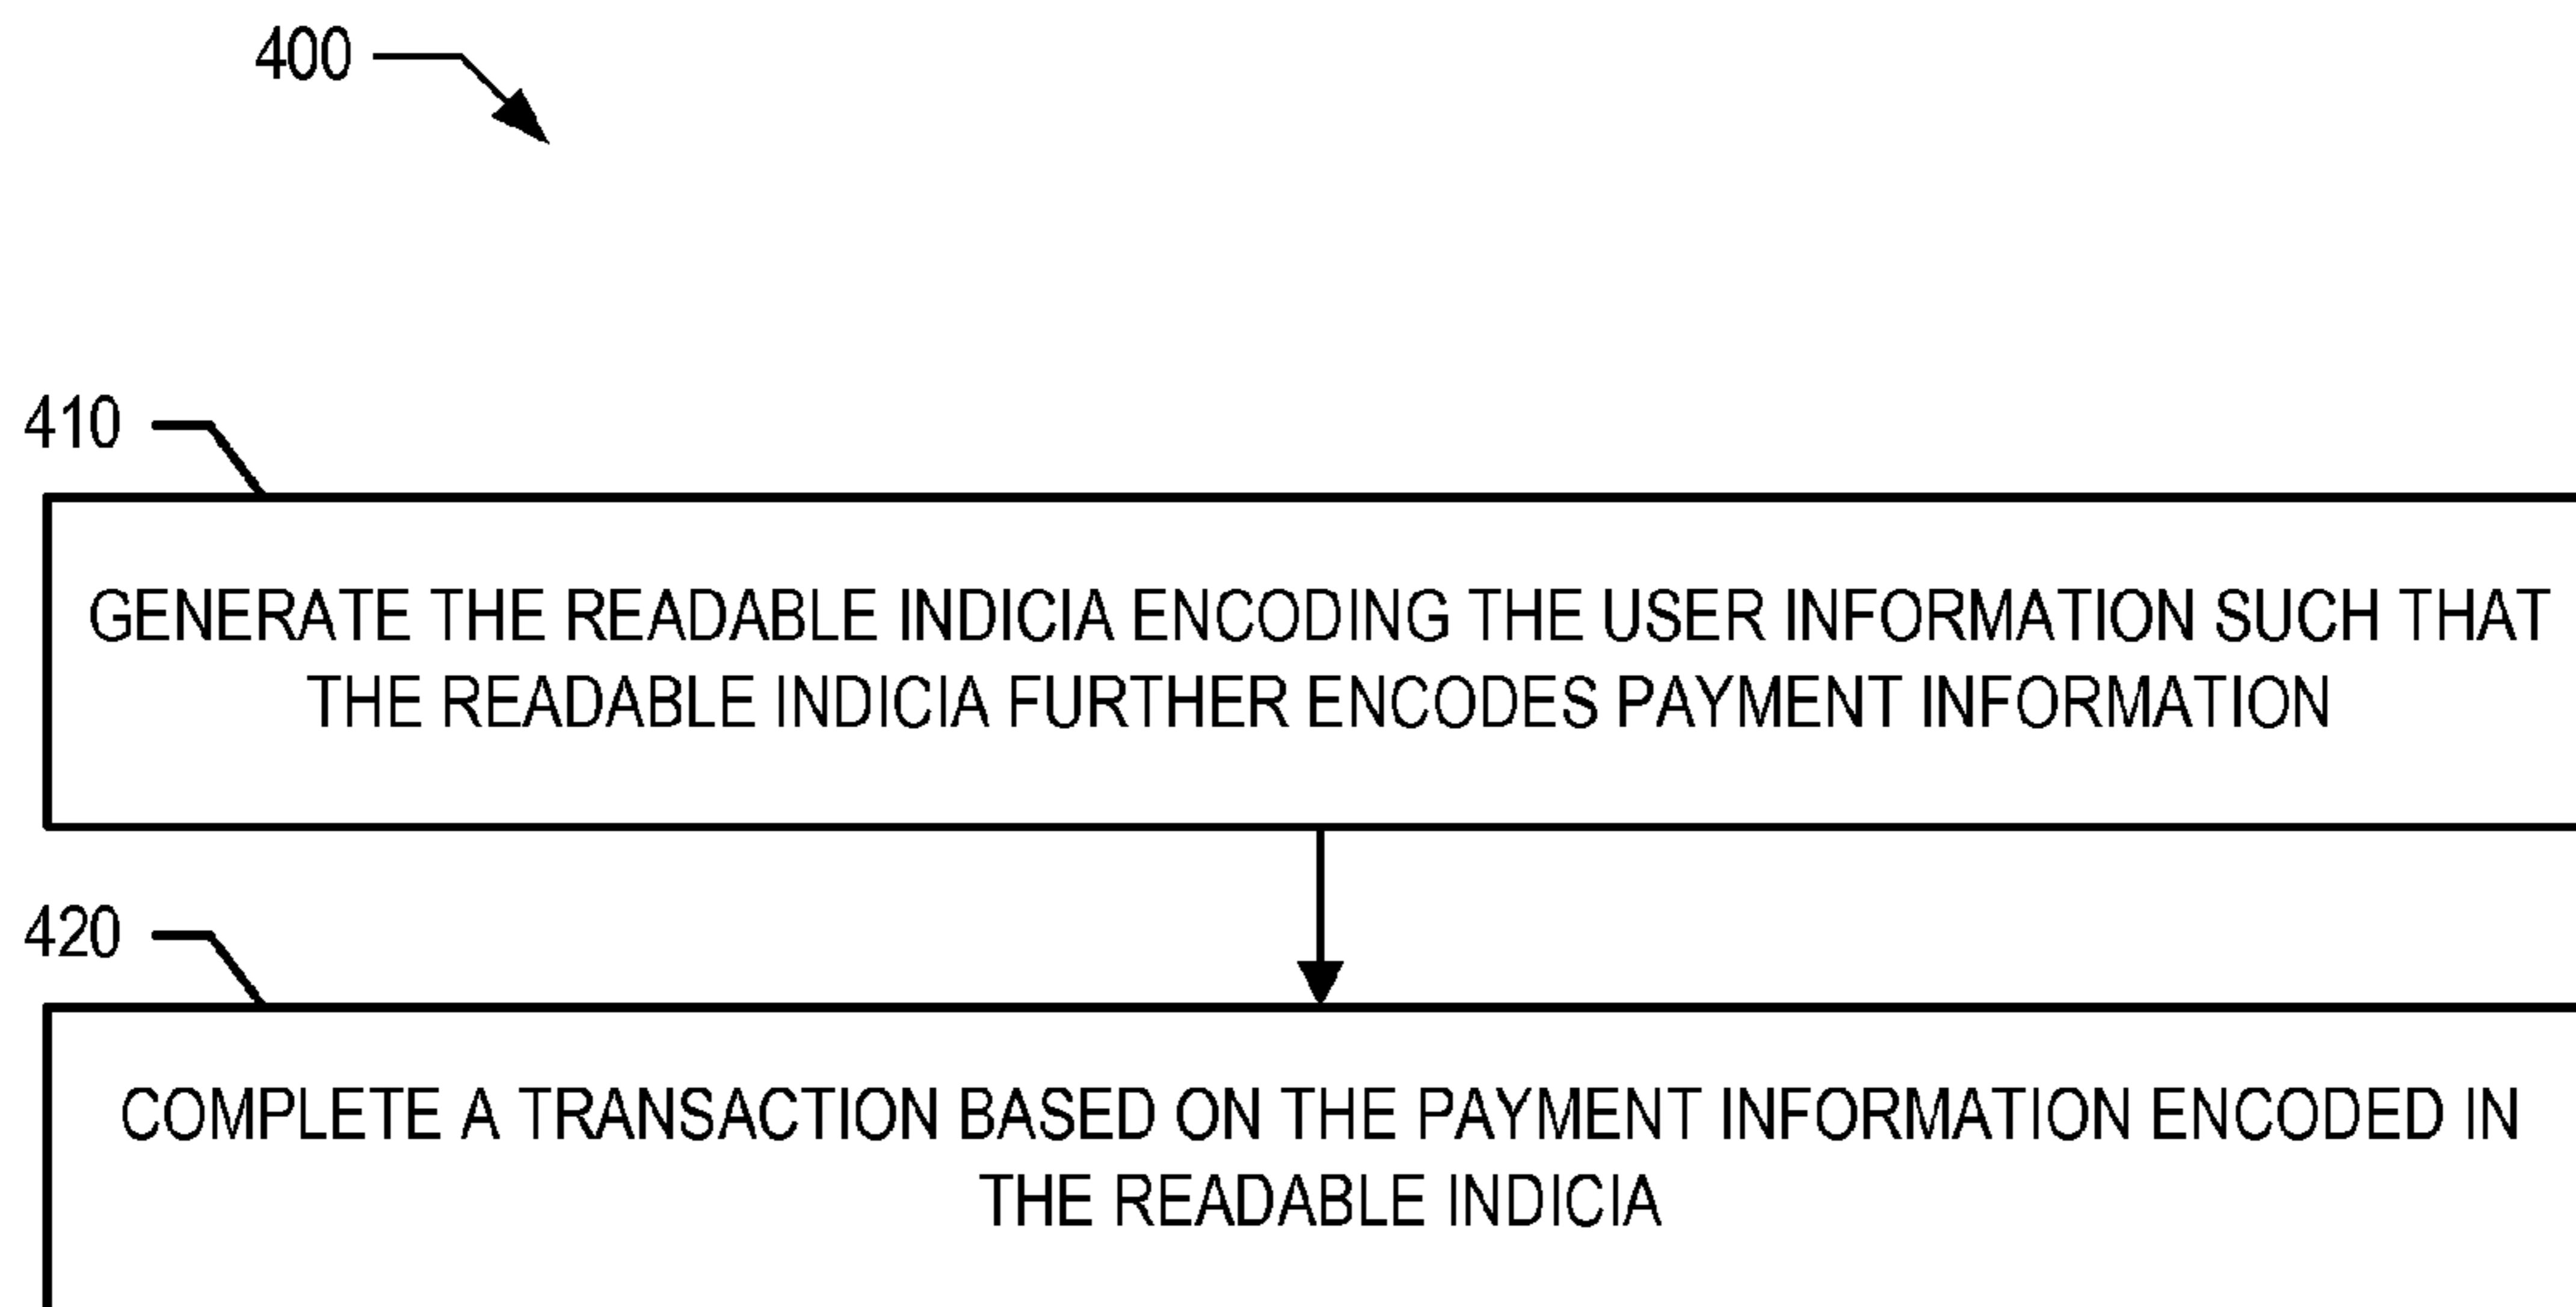 400
410
GENERATE THE READABLE INDICIA ENCODING THE USER INFORMATION SUCH THAT
THE READABLE INDICIA FURTHER ENCODES PAYMENT INFORMATION
420
COMPLETE A TRANSACTION BASED ON THE PAYMENT INFORMATION ENCODED IN
THE READABLE INDICIA